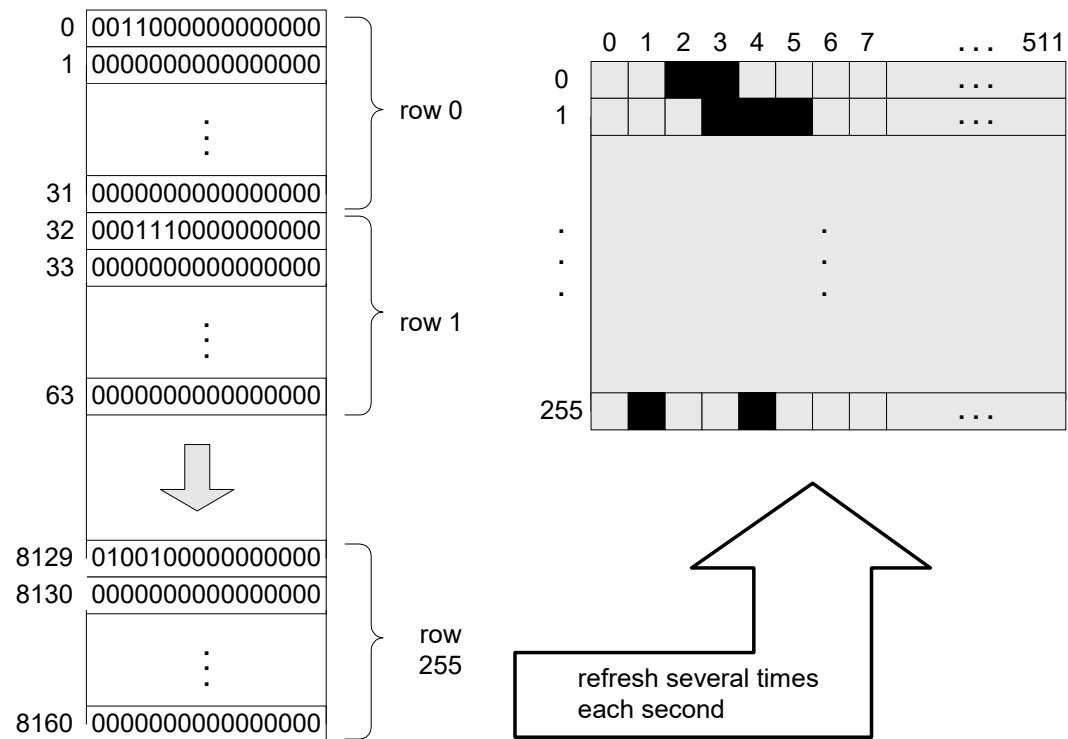 0 0011000000000000
1 0000000000000000
.
.
.
31 0000000000000000
row 0
32 0001110000000000
33 0000000000000000
.
.
.
63 0000000000000000
row 1
8129 0100100000000000
8130 0000000000000000
.
.
.
8160 0000000000000000
row
255
0 1 2 3 4 5 6 7 . . . 511
0 . . .
1 . . .
. .
. .
. .
255 . . .
refresh several times
each second